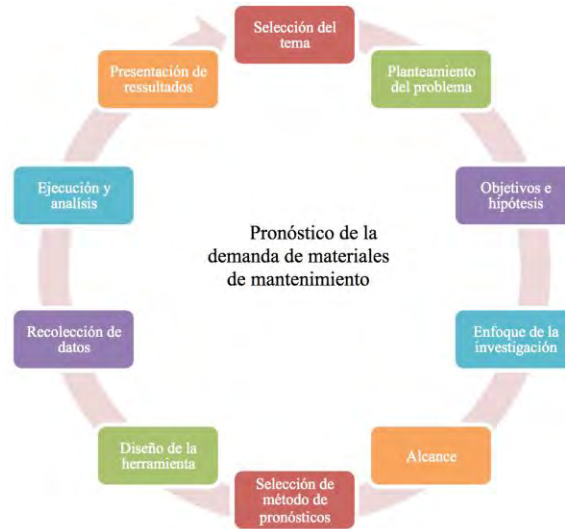 Selección del
tema
Planteamiento
del problema
Objetivos e
hipótesis
Enfoque de la
investigación
Alcance
Selección de
método de
pronósticos
Diseño de la
herramienta
Recolección de
datos
Ejecución y
analísis
Presentación de
ressultados
Pronóstico de la
demanda de materiales
de mantenimiento